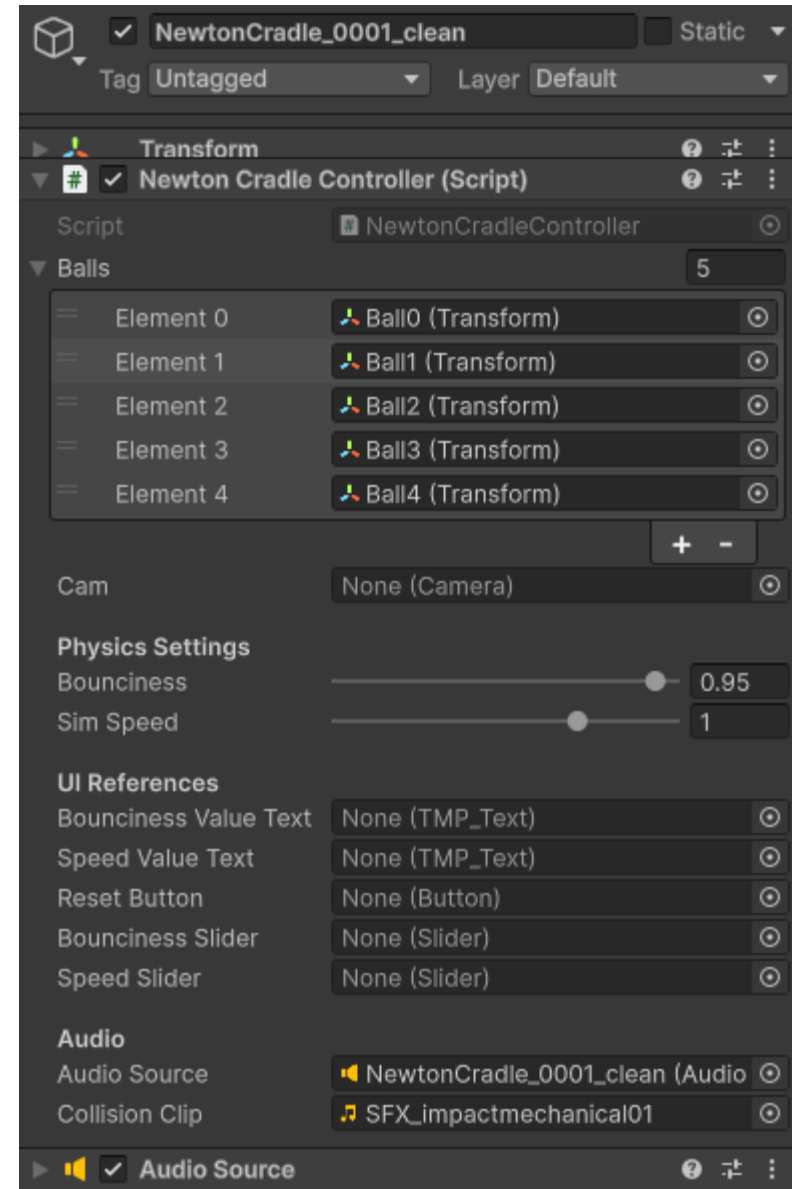 NewtonCradle_0001_clean Static
Tag Untagged Layer Default
Transform
# Newton Cradle Controller (Script)
Script # NewtonCradleController
Balls 5
Element 0 Ball0 (Transform)
Element 1 Ball1 (Transform)
Element 2 Ball2 (Transform)
Element 3 Ball3 (Transform)
Element 4 Ball4 (Transform)
+ -
Cam None (Camera)
Physics Settings
Bounciness 0.95
Sim Speed 1
UI References
Bounciness Value Text None (TMP_Text)
Speed Value Text None (TMP_Text)
Reset Button None (Button)
Bounciness Slider None (Slider)
Speed Slider None (Slider)
Audio
Audio Source NewtonCradle_0001_clean (Audio
Collision Clip SFX_impactmechanical01
Audio Source